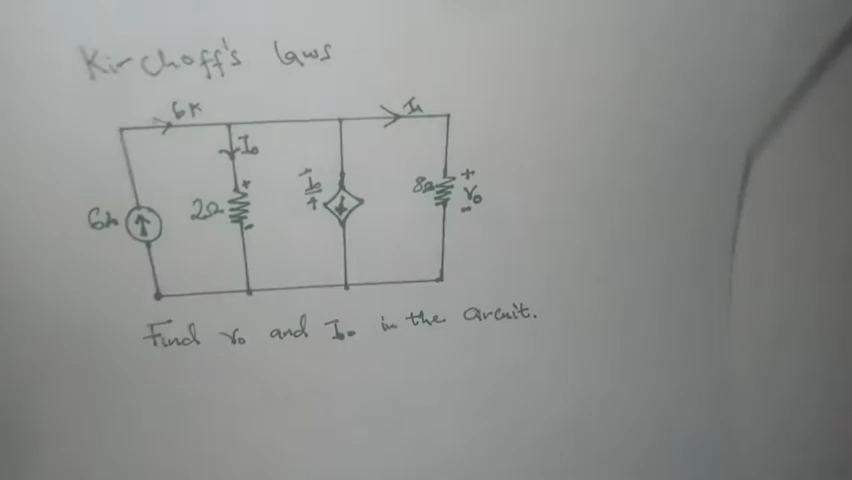 Kirchoff's laws
6A
I₁
I₀
+
I₀/4
8Ω
+
V₀
-
2Ω
-
6A
Find v₀ and I₀ in the circuit.